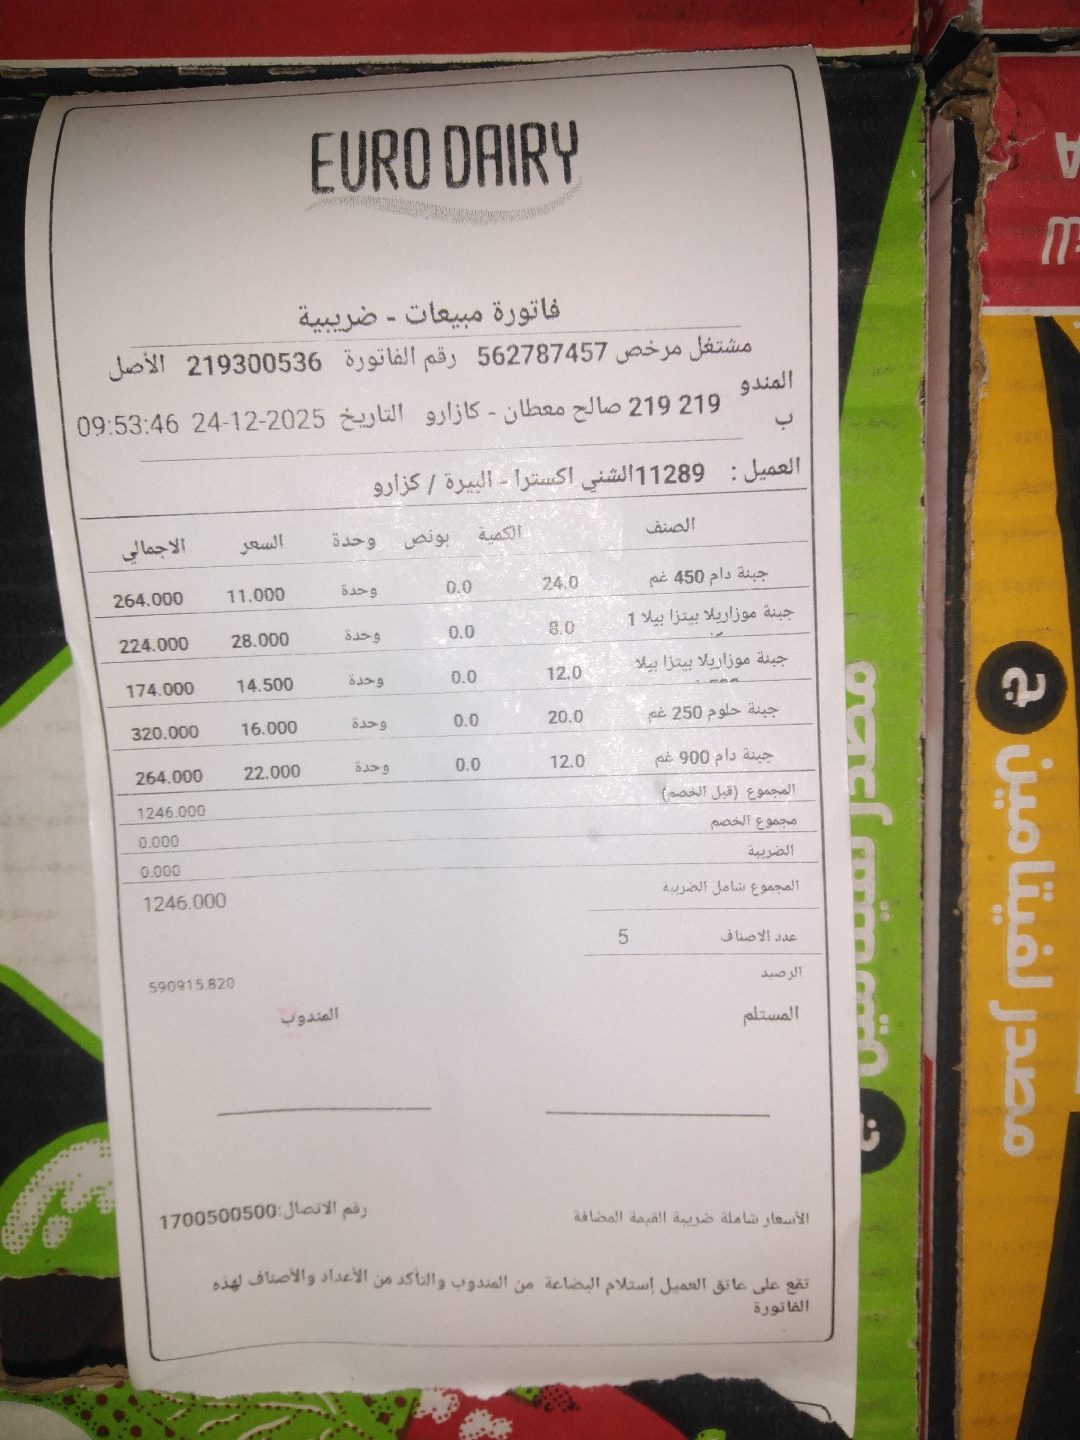 EURO DAIRY
فاتورة مبيعات - ضريبية
مشتغل مرخص 562787457 رقم الفاتورة 219300536 الأصل
المندوب 219 219 صالح معطان - كازارو التاريخ 24-12-2025 09:53:46
العميل : 11289الشني اكسترا - البيرة / كزارو
الصنف الكمية بونص وحدة السعر الاجمالي
جبنة دام 450 غم 24.0 0.0 وحدة 11.000 264.000
جبنة موزاريلا بيتزا بيلا 1 8.0 0.0 وحدة 28.000 224.000
جبنة موزاريلا بيتزا بيلا 12.0 0.0 وحدة 14.500 174.000
جبنة حلوم 250 غم 20.0 0.0 وحدة 16.000 320.000
جبنة دام 900 غم 12.0 0.0 وحدة 22.000 264.000
المجموع (قبل الخصم) 1246.000
مجموع الخصم 0.000
الضريبة 0.000
المجموع شامل الضريبة 1246.000
عدد الاصناف 5
الرصيد 590915.820
المستلم المندوب
الأسعار شاملة ضريبة القيمة المضافة رقم الاتصال:1700500500
تقع على عاتق العميل إستلام البضاعة من المندوب والتأكد من الأعداد والأصناف لهذه
الفاتورة
مصدر لفيتامين
ج